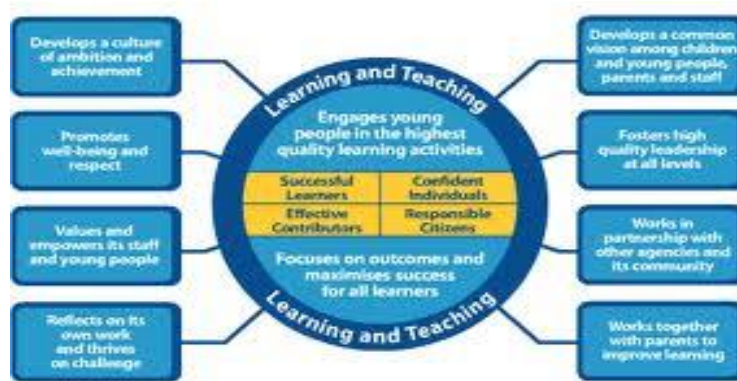 Develops a culture
of ambition and
achievement
Promotes
well-being and
respect
Values and
empowers its staff
and young people
Reflects on its
own work
and thrives
on challenge
Learning and Teaching
Engages young
people in the highest
quality learning activities
Successful
Learners
Confident
Individuals
Effective
Contributors
Responsible
Citizens
Focuses on outcomes and
maximises success
for all learners
Learning and Teaching
Develops a common
vision among children
and young people,
parents and staff
Fosters high
quality leadership
at all levels
Works in
partnership with
other agencies and
its community
Works together
with parents to
improve learning